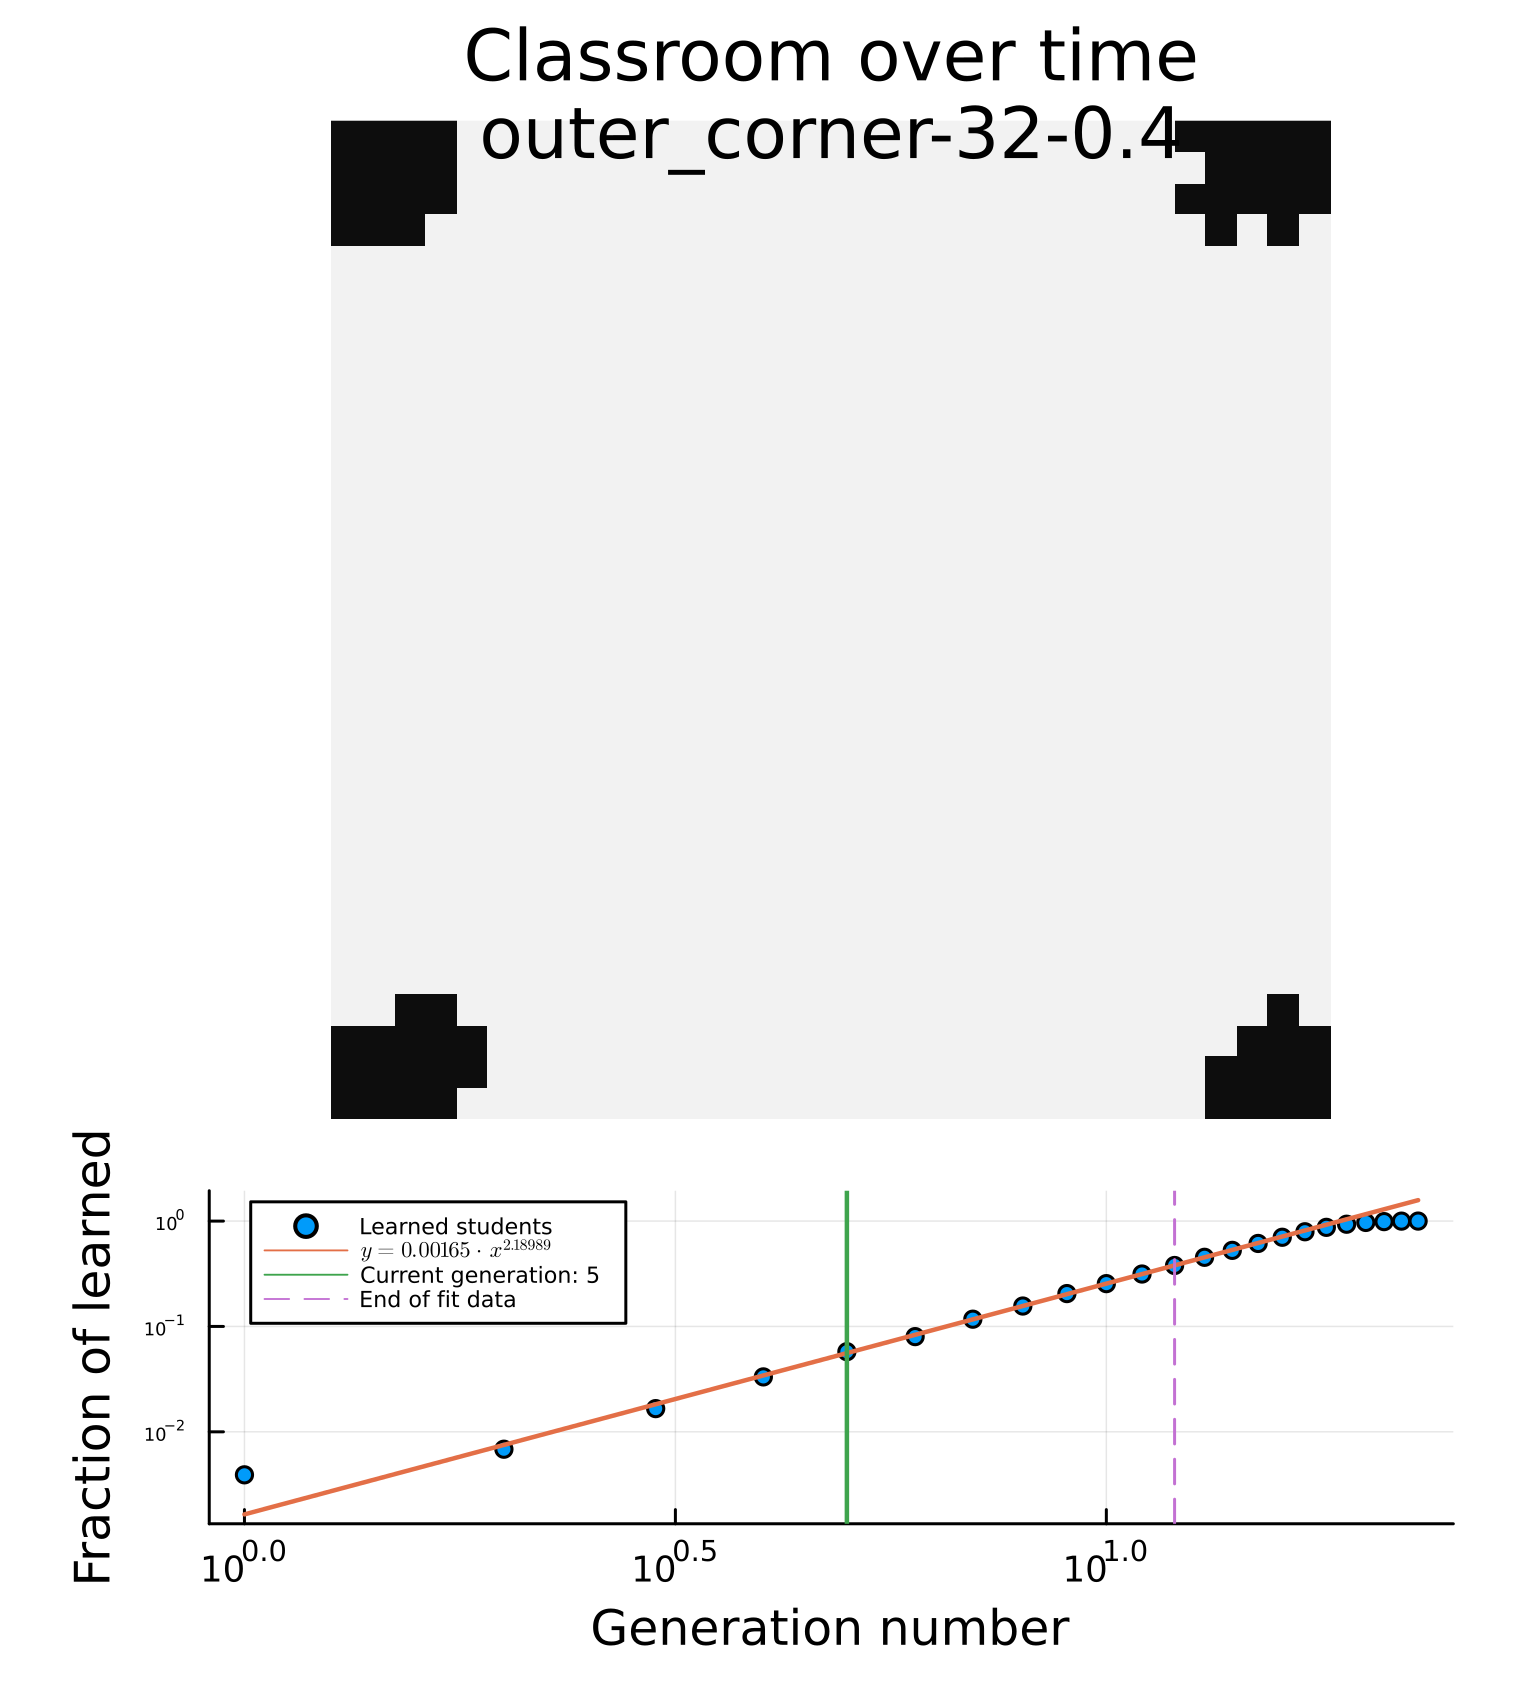 Classroom over time
outer_corner-32-0.4
Fraction of learned
10^0
10^−1
10^−2
Learned students
y = 0.00165 · x^2.18989
Current generation: 5
End of fit data
10^0.0 10^0.5 10^1.0
Generation number